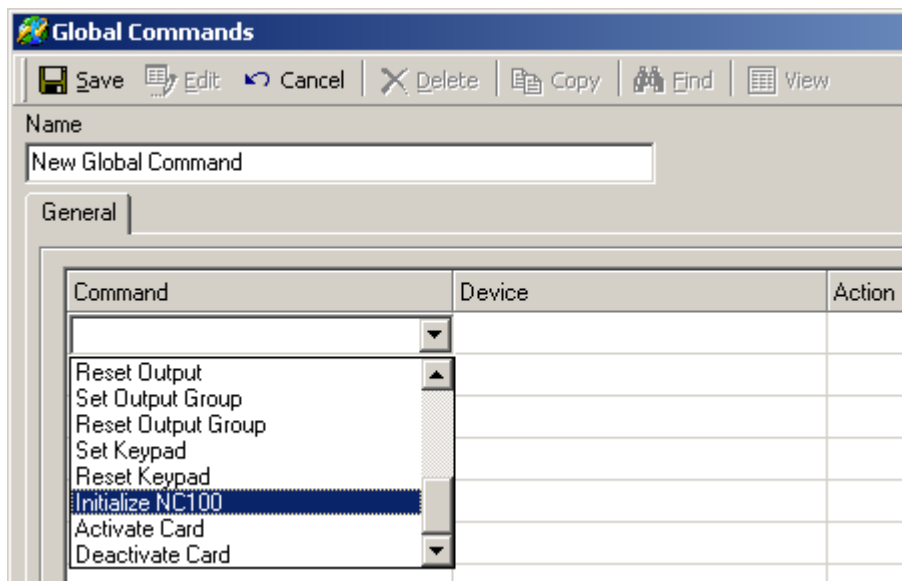 Global Commands
Save Edit Cancel Delete Copy Find View
Name
New Global Command
General
Command Device Action
Reset Output
Set Output Group
Reset Output Group
Set Keypad
Reset Keypad
Initialize NC100
Activate Card
Deactivate Card